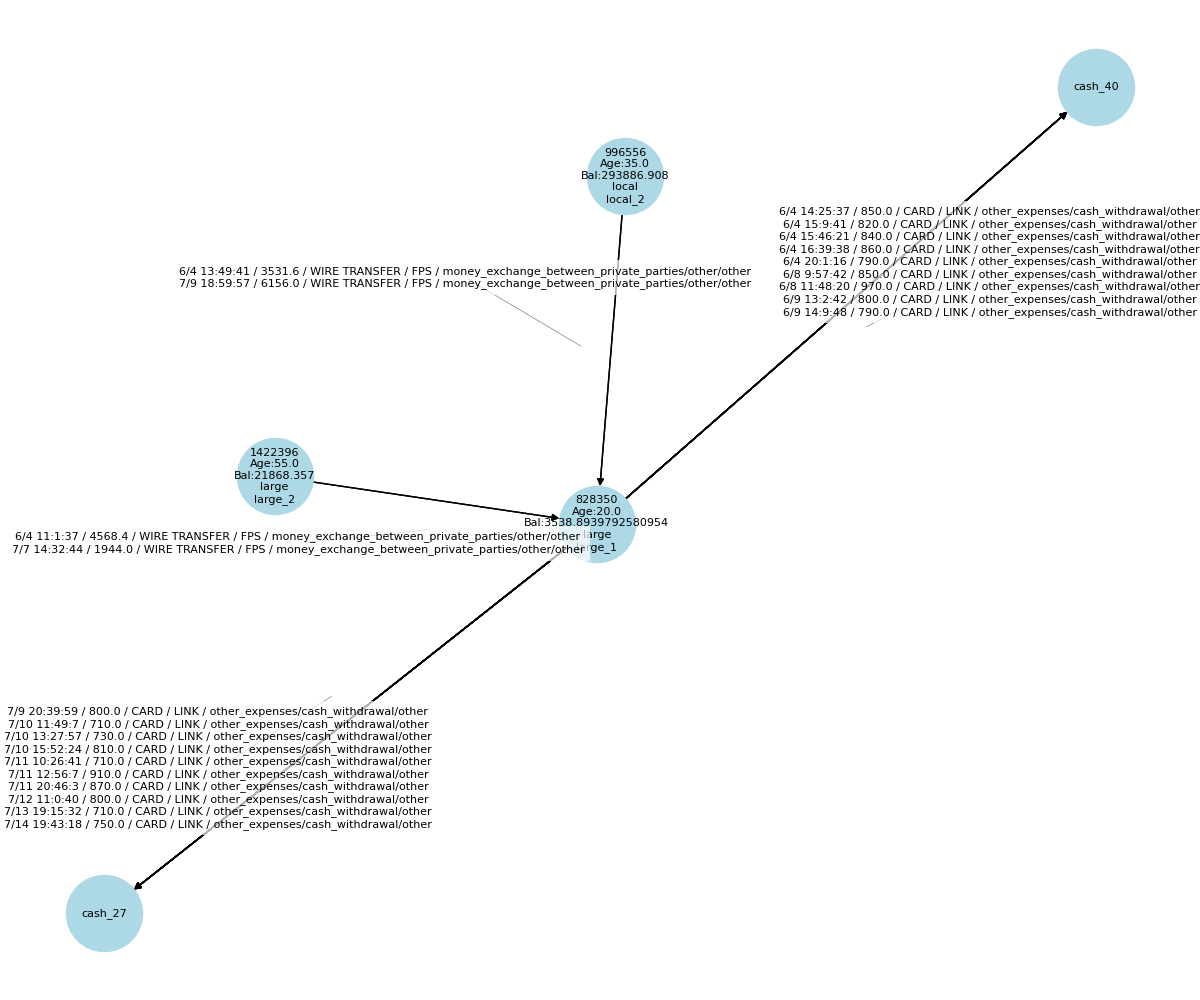 cash_40
996556
Age:35.0
Bal:293886.908
local
local_2
6/4 14:25:37 / 850.0 / CARD / LINK / other_expenses/cash_withdrawal/other
6/4 15:9:41 / 820.0 / CARD / LINK / other_expenses/cash_withdrawal/other
6/4 15:46:21 / 840.0 / CARD / LINK / other_expenses/cash_withdrawal/other
6/4 16:39:38 / 860.0 / CARD / LINK / other_expenses/cash_withdrawal/other
6/4 20:1:16 / 790.0 / CARD / LINK / other_expenses/cash_withdrawal/other
6/8 9:57:42 / 850.0 / CARD / LINK / other_expenses/cash_withdrawal/other
6/8 11:48:20 / 970.0 / CARD / LINK / other_expenses/cash_withdrawal/other
6/9 13:2:42 / 800.0 / CARD / LINK / other_expenses/cash_withdrawal/other
6/9 14:9:48 / 790.0 / CARD / LINK / other_expenses/cash_withdrawal/other
6/4 13:49:41 / 3531.6 / WIRE TRANSFER / FPS / money_exchange_between_private_parties/other/other
7/9 18:59:57 / 6156.0 / WIRE TRANSFER / FPS / money_exchange_between_private_parties/other/other
1422396
Age:55.0
Bal:21868.357
large
large_2
828350
Age:20.0
Bal:3538.8939792580954
large
large_1
6/4 11:1:37 / 4568.4 / WIRE TRANSFER / FPS / money_exchange_between_private_parties/other/other
7/7 14:32:44 / 1944.0 / WIRE TRANSFER / FPS / money_exchange_between_private_parties/other/other
7/9 20:39:59 / 800.0 / CARD / LINK / other_expenses/cash_withdrawal/other
7/10 11:49:7 / 710.0 / CARD / LINK / other_expenses/cash_withdrawal/other
7/10 13:27:57 / 730.0 / CARD / LINK / other_expenses/cash_withdrawal/other
7/10 15:52:24 / 810.0 / CARD / LINK / other_expenses/cash_withdrawal/other
7/11 10:26:41 / 710.0 / CARD / LINK / other_expenses/cash_withdrawal/other
7/11 12:56:7 / 910.0 / CARD / LINK / other_expenses/cash_withdrawal/other
7/11 20:46:3 / 870.0 / CARD / LINK / other_expenses/cash_withdrawal/other
7/12 11:0:40 / 800.0 / CARD / LINK / other_expenses/cash_withdrawal/other
7/13 19:15:32 / 710.0 / CARD / LINK / other_expenses/cash_withdrawal/other
7/14 19:43:18 / 750.0 / CARD / LINK / other_expenses/cash_withdrawal/other
cash_27